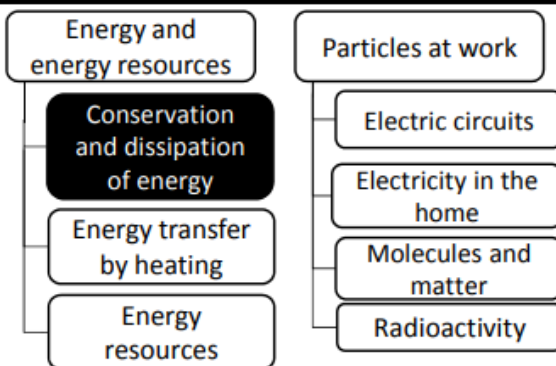 Energy and
energy resources
Conservation
and dissipation
of energy
Energy transfer
by heating
Energy
resources
Particles at work
Electric circuits
Electricity in the
home
Molecules and
matter
Radioactivity